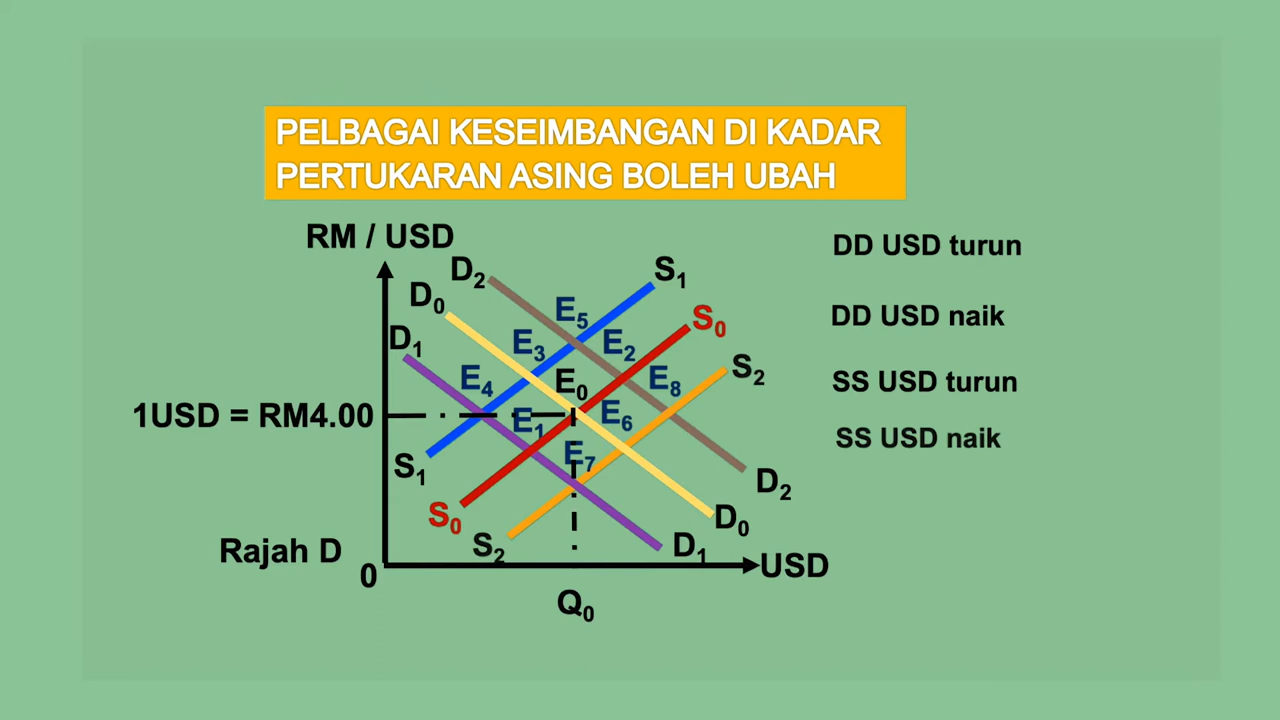 PELBAGAI KESEIMBANGAN DI KADAR
PERTUKARAN ASING BOLEH UBAH
RM / USD
DD USD turun
D₂
S₁
D₀
E₅
S₀
DD USD naik
D₁
E₃
E₂
S₂
E₄
E₀
E₈
SS USD turun
1USD = RM4.00
E₁
E₆
SS USD naik
S₁
E₇
D₂
S₀
D₀
S₂
D₁
Rajah D
0
USD
Q₀